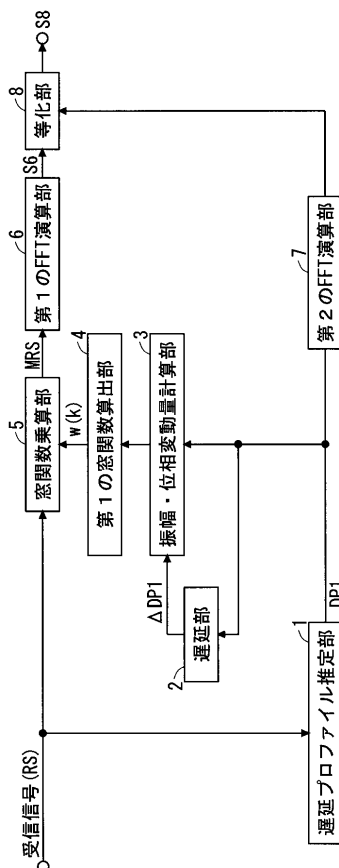 受信信号(RS)
5
窓関数乗算部
MRS
6
第1のFFT演算部
S6
8
等化部
S8
w(k)
4
第1の窓関数算出部
3
振幅・位相変動量計算部
ΔDP1
2
遅延部
1
遅延プロファイル推定部
DP1
7
第2のFFT演算部